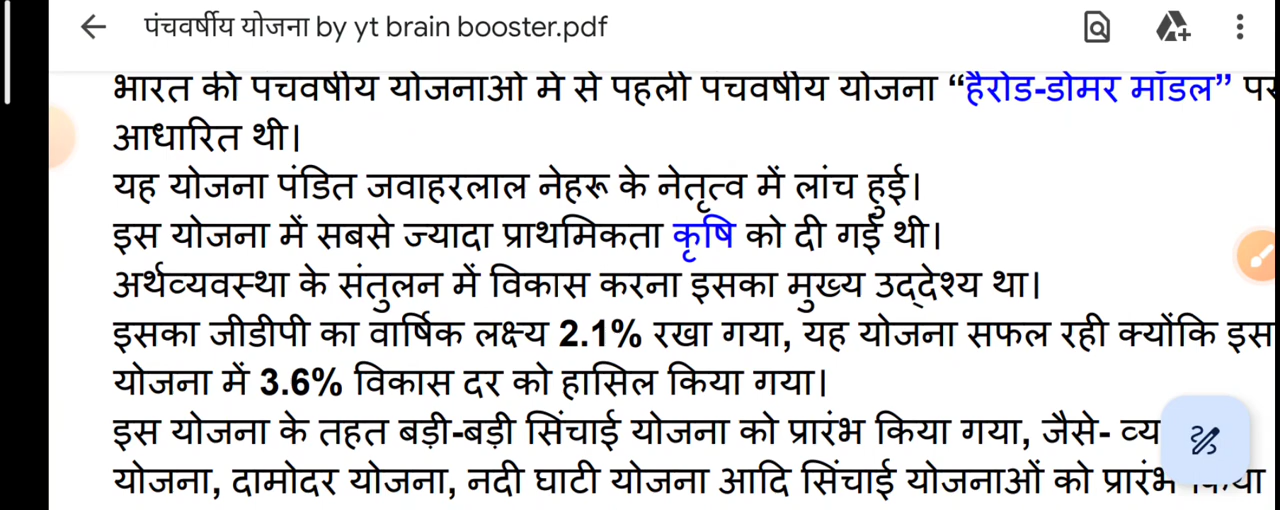 पंचवर्षीय योजना by yt brain booster.pdf
भारत की पंचवर्षीय योजनाओं में से पहली पंचवर्षीय योजना “हैरोड-डोमर मॉडल” पर
आधारित थी।
यह योजना पंडित जवाहरलाल नेहरू के नेतृत्व में लांच हुई।
इस योजना में सबसे ज्यादा प्राथमिकता कृषि को दी गई थी।
अर्थव्यवस्था के संतुलन में विकास करना इसका मुख्य उद्देश्य था।
इसका जीडीपी का वार्षिक लक्ष्य 2.1% रखा गया, यह योजना सफल रही क्योंकि इस
योजना में 3.6% विकास दर को हासिल किया गया।
इस योजना के तहत बड़ी-बड़ी सिंचाई योजना को प्रारंभ किया गया, जैसे-
योजना, दामोदर योजना, नदी घाटी योजना आदि सिंचाई योजनाओं को प्रारंभ किया